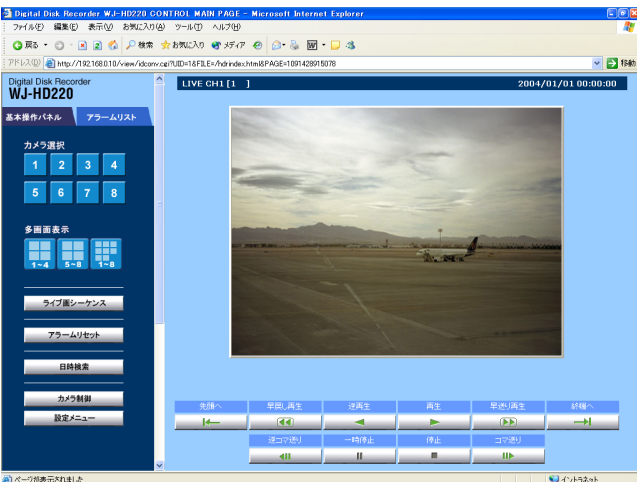 Digital Disk Recorder WJ-HD220 CONTROL MAIN PAGE - Microsoft Internet Explorer
ファイル(F) 編集(E) 表示(V) お気に入り(A) ツール(T) ヘルプ(H)
戻る 検索 お気に入り メディア
アドレス(D) http://192.168.0.10/view/idconv.cgi?UID=1&FILE=/hdrindex.html&PAGE=1091428915078 移動
Digital Disk Recorder
WJ-HD220
LIVE CH1 [1 ] 2004/01/01 00:00:00
基本操作パネル アラームリスト
カメラ選択
1 2 3 4
5 6 7 8
多画面表示
1~4 5~8 1~8
ライブ画シーケンス
アラームリセット
日時検索
カメラ制御
設定メニュー
先頭へ 早戻し再生 逆再生 再生 早送り再生 終端へ
逆コマ送り 一時停止 停止 コマ送り
ページが表示されました イントラネット